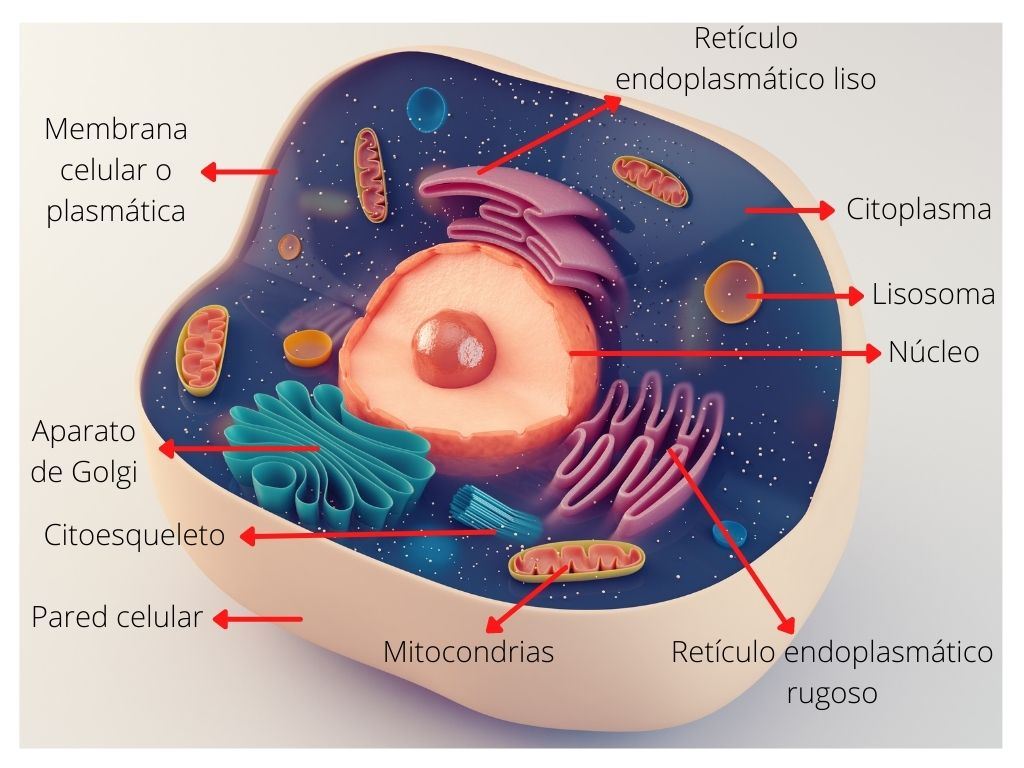 Retículo
endoplasmático liso
Membrana
celular o
plasmática
Citoplasma
Lisosoma
Núcleo
Aparato
de Golgi
Citoesqueleto
Pared celular
Mitocondrias
Retículo endoplasmático
rugoso